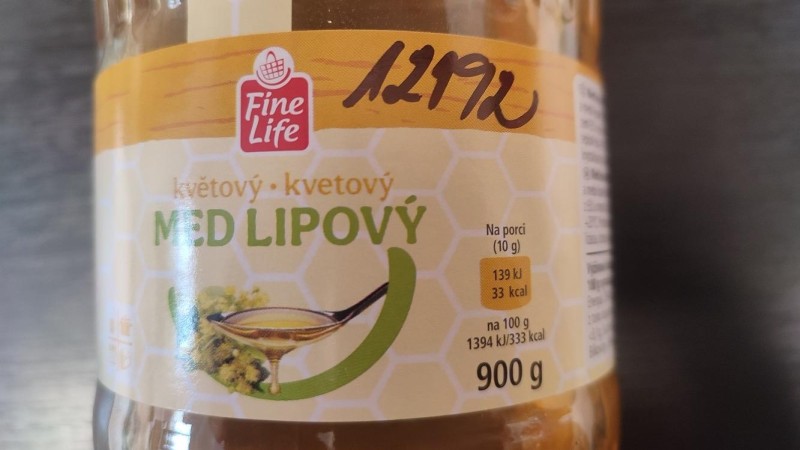 12192
Fine
Life
květový • kvetový
MED LIPOVÝ
Na porci
(10 g)
139 kJ
33 kcal
na 100 g
1394 kJ/333 kcal
900 g